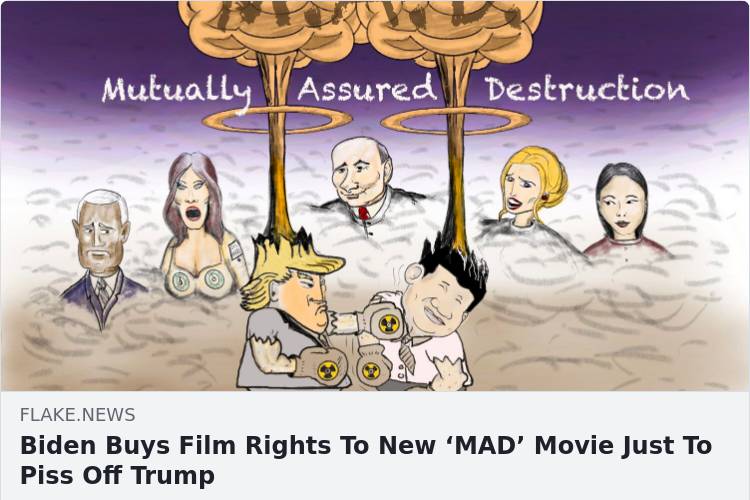 Mutually Assured Destruction
FLAKE.NEWS
Biden Buys Film Rights To New ‘MAD’ Movie Just To
Piss Off Trump